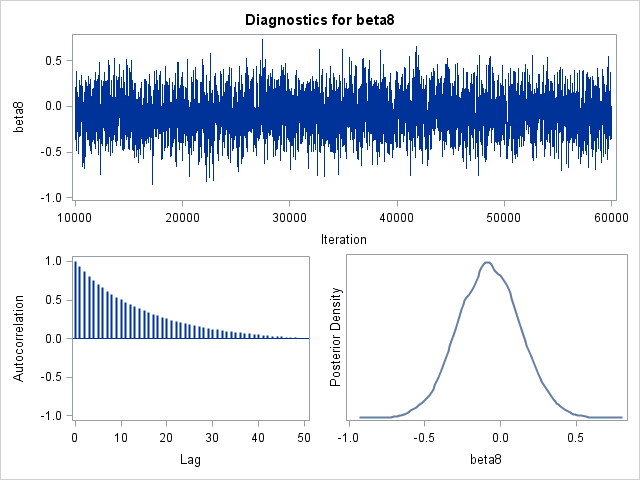 Diagnostics for beta8
beta8
0.5
0.0
-0.5
-1.0
10000 20000 30000 40000 50000 60000
Iteration
Autocorrelation
1.0
0.5
0.0
-0.5
-1.0
0 10 20 30 40 50
Lag
Posterior Density
-1.0 -0.5 0.0 0.5
beta8